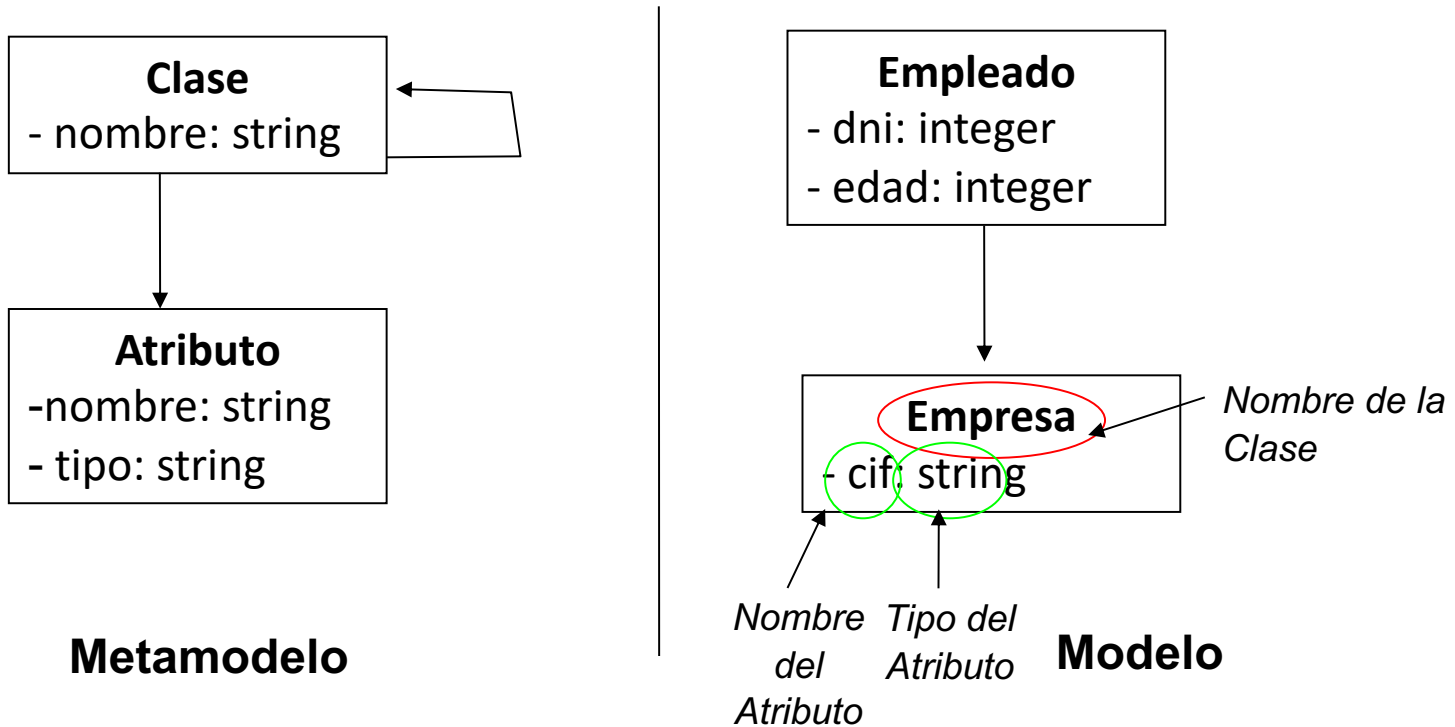 Clase
- nombre: string
Atributo
-nombre: string
- tipo: string
Metamodelo
Empleado
- dni: integer
- edad: integer
Empresa
- cif: string
Nombre de la
Clase
Nombre
del
Atributo
Tipo del
Atributo
Modelo